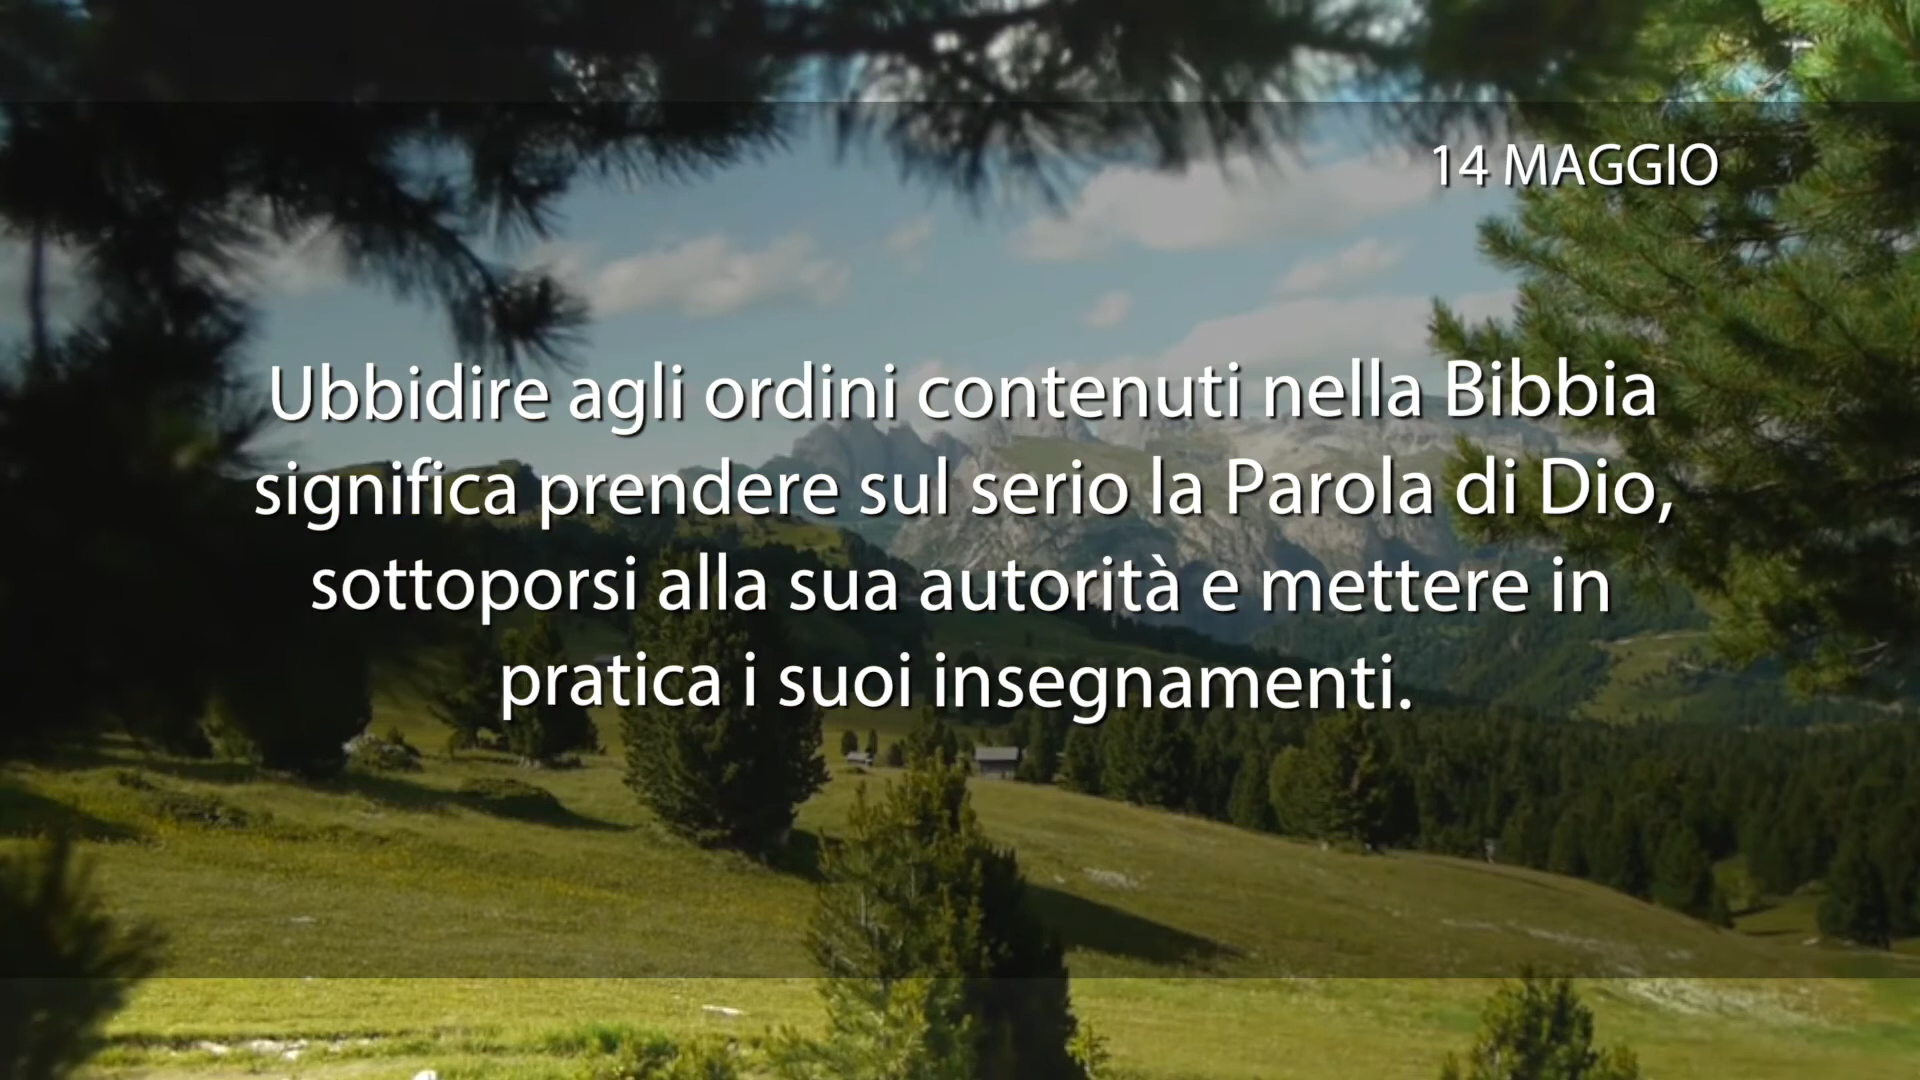 14 MAGGIO
Ubbidire agli ordini contenuti nella Bibbia
significa prendere sul serio la Parola di Dio,
sottoporsi alla sua autorità e mettere in
pratica i suoi insegnamenti.